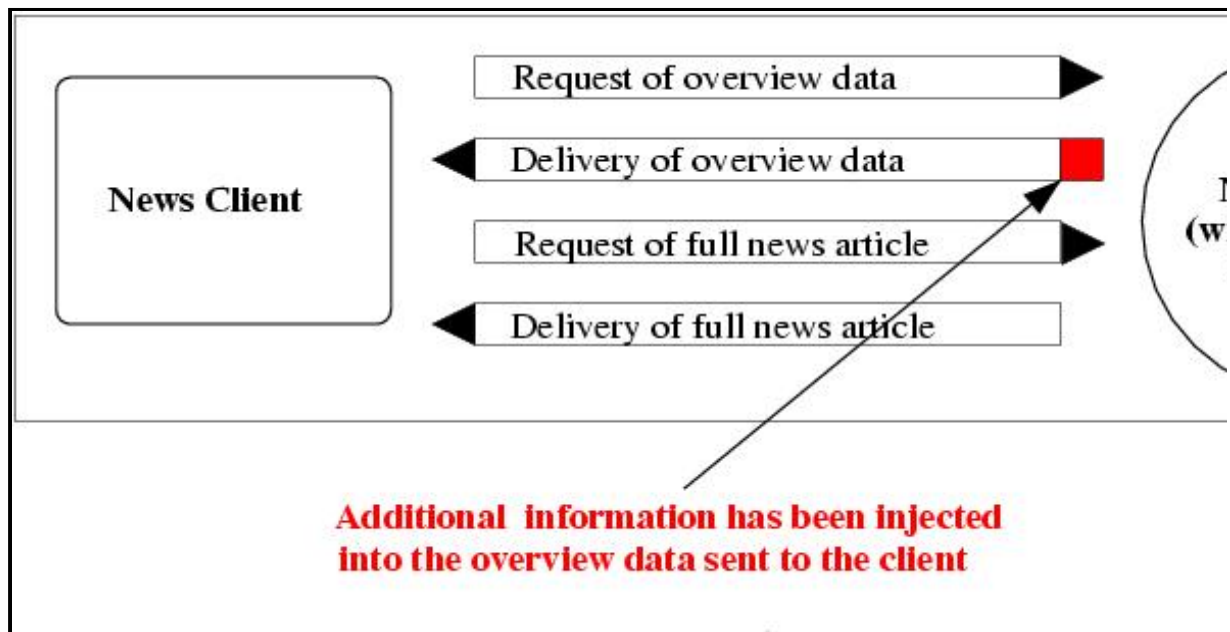 Request of overview data
Delivery of overview data
News Client
Request of full news article
Delivery of full news article
Additional information has been injected
into the overview data sent to the client